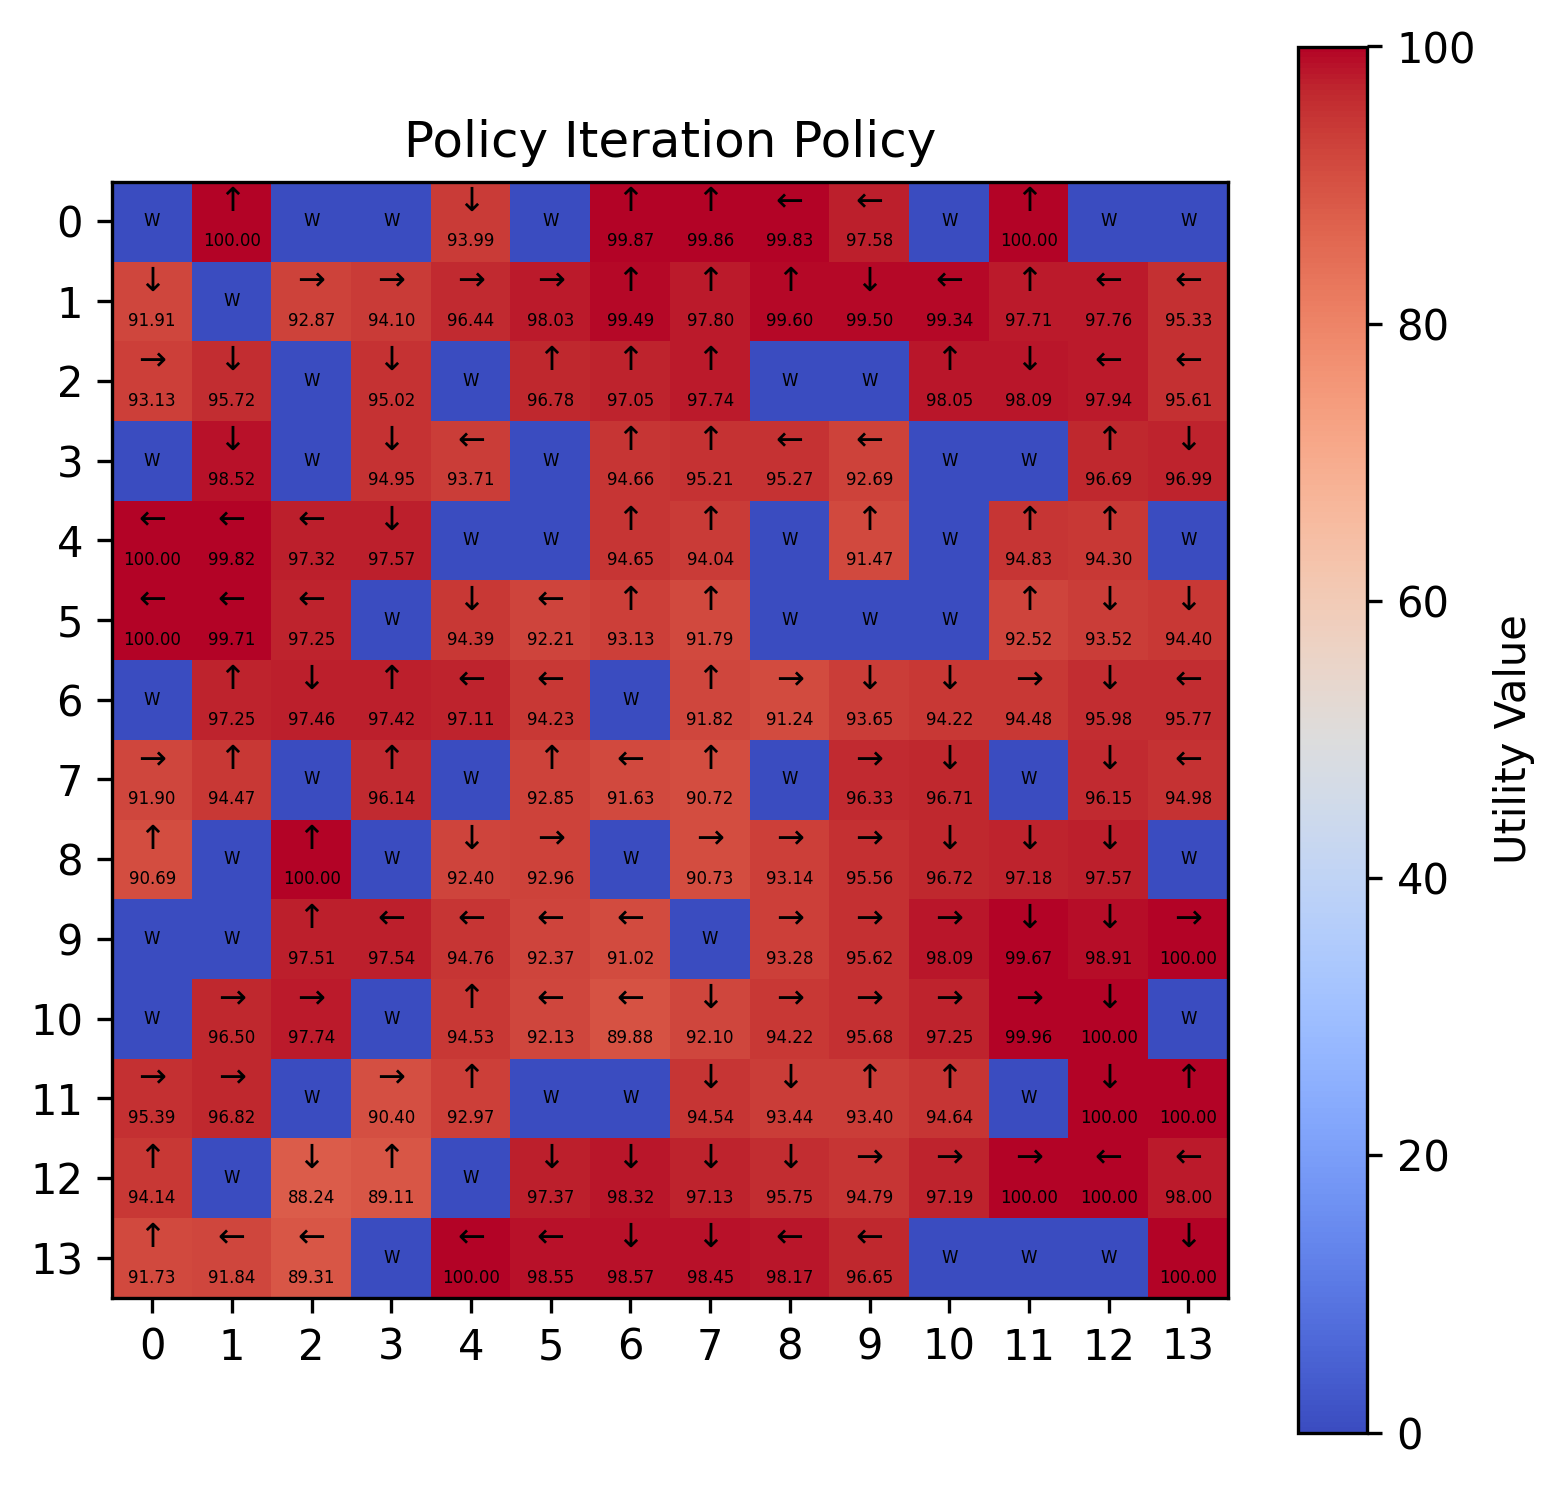 Policy Iteration Policy
0 W ↑ W W ↓ W ↑ ↑ ← ← W ↑ W W
100.00 93.99 99.87 99.86 99.83 97.58 100.00
1 ↓ W → → → → ↑ ↑ ↑ ↓ ← ↑ ← ←
91.91 92.87 94.10 96.44 98.03 99.49 97.80 99.60 99.50 99.34 97.71 97.76 95.33
2 → ↓ W ↓ W ↑ ↑ ↑ W W ↑ ↓ ← ←
93.13 95.72 95.02 96.78 97.05 97.74 98.05 98.09 97.94 95.61
3 W ↓ W ↓ ← W ↑ ↑ ← ← W W ↑ ↓
98.52 94.95 93.71 94.66 95.21 95.27 92.69 96.69 96.99
4 ← ← ← ↓ W W ↑ ↑ W ↑ W ↑ ↑ W
100.00 99.82 97.32 97.57 94.65 94.04 91.47 94.83 94.30
5 ← ← ← W ↓ ← ↑ ↑ W W W ↑ ↓ ↓
100.00 99.71 97.25 94.39 92.21 93.13 91.79 92.52 93.52 94.40
6 W ↑ ↓ ↑ ← ← W ↑ → ↓ ↓ → ↓ ←
97.25 97.46 97.42 97.11 94.23 91.82 91.24 93.65 94.22 94.48 95.98 95.77
7 → ↑ W ↑ W ↑ ← ↑ W → ↓ W ↓ ←
91.90 94.47 96.14 92.85 91.63 90.72 96.33 96.71 96.15 94.98
8 ↑ W ↑ W ↓ → W → → → ↓ ↓ ↓ W
90.69 100.00 92.40 92.96 90.73 93.14 95.56 96.72 97.18 97.57
9 W W ↑ ← ← ← ← W → → → ↓ ↓ →
97.51 97.54 94.76 92.37 91.02 93.28 95.62 98.09 99.67 98.91 100.00
10 W → → W ↑ ← ← ↓ → → → → ↓ W
96.50 97.74 94.53 92.13 89.88 92.10 94.22 95.68 97.25 99.96 100.00
11 → → W → ↑ W W ↓ ↓ ↑ ↑ W ↓ ↑
95.39 96.82 90.40 92.97 94.54 93.44 93.40 94.64 100.00 100.00
12 ↑ W ↓ ↑ W ↓ ↓ ↓ ↓ → → → ← ←
94.14 88.24 89.11 97.37 98.32 97.13 95.75 94.79 97.19 100.00 100.00 98.00
13 ↑ ← ← W ← ← ↓ ↓ ← ← W W W ↓
91.73 91.84 89.31 100.00 98.55 98.57 98.45 98.17 96.65 100.00
0 1 2 3 4 5 6 7 8 9 10 11 12 13
100
80
60
40
20
0
Utility Value